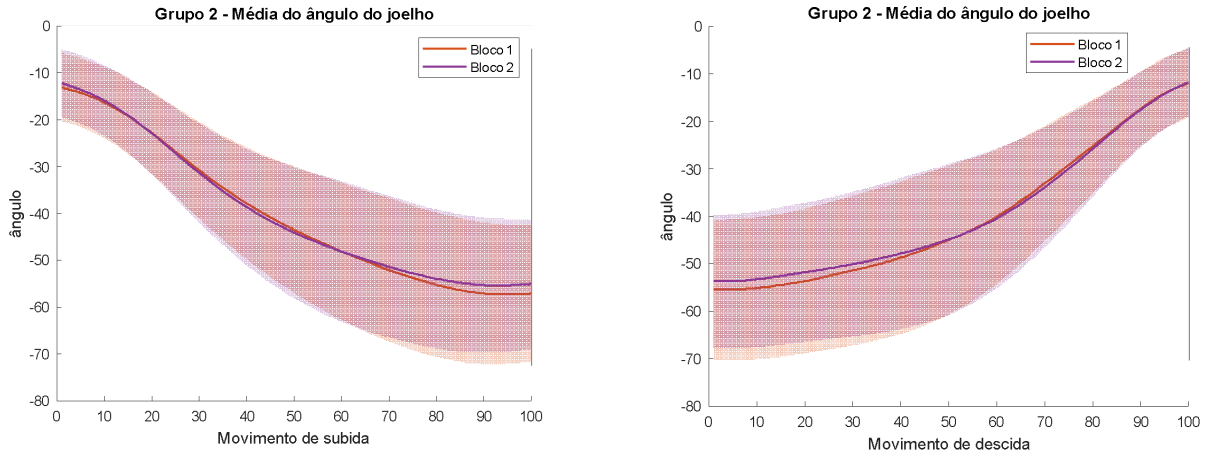 Grupo 2 - Média do ângulo do joelho
Bloco 1
Bloco 2
ângulo
0
-10
-20
-30
-40
-50
-60
-70
-80
0 10 20 30 40 50 60 70 80 90 100
Movimento de subida
Grupo 2 - Média do ângulo do joelho
Bloco 1
Bloco 2
ângulo
0
-10
-20
-30
-40
-50
-60
-70
-80
0 10 20 30 40 50 60 70 80 90 100
Movimento de descida